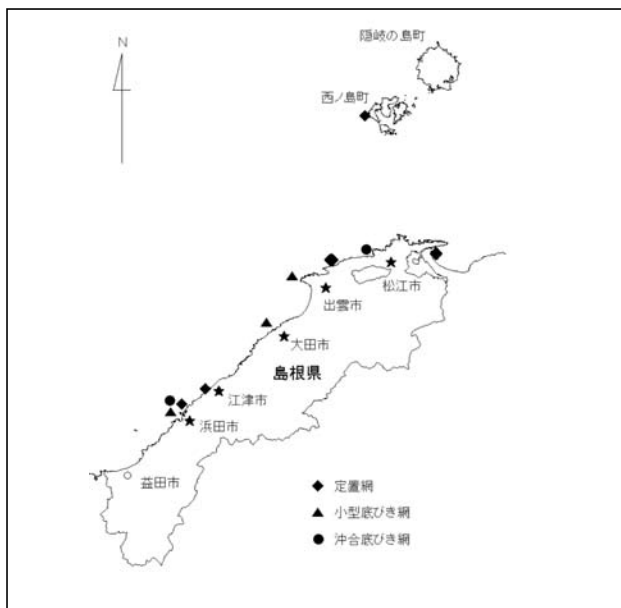 N
隠岐の島町
西ノ島町
松江市
出雲市
大田市
島根県
江津市
浜田市
益田市
定置網
小型底びき網
沖合底びき網